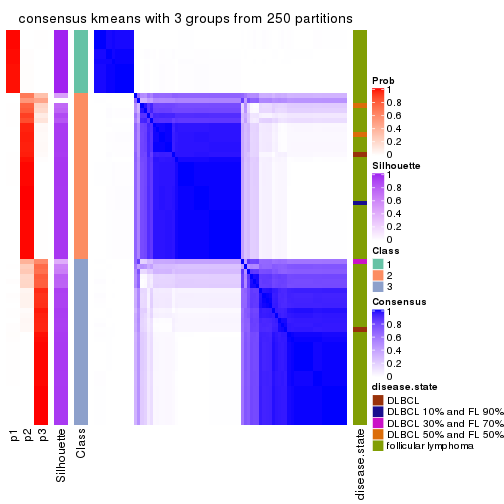 consensus kmeans with 3 groups from 250 partitions
Prob
1
0.8
0.6
0.4
0.2
0
Silhouette
1
0.8
0.6
0.4
0.2
0
Class
1
2
3
Consensus
1
0.8
0.6
0.4
0.2
0
disease.state
DLBCL
DLBCL 10% and FL 90%
DLBCL 30% and FL 70%
DLBCL 50% and FL 50%
follicular lymphoma
p1
p2
p3
Silhouette
Class
disease.state